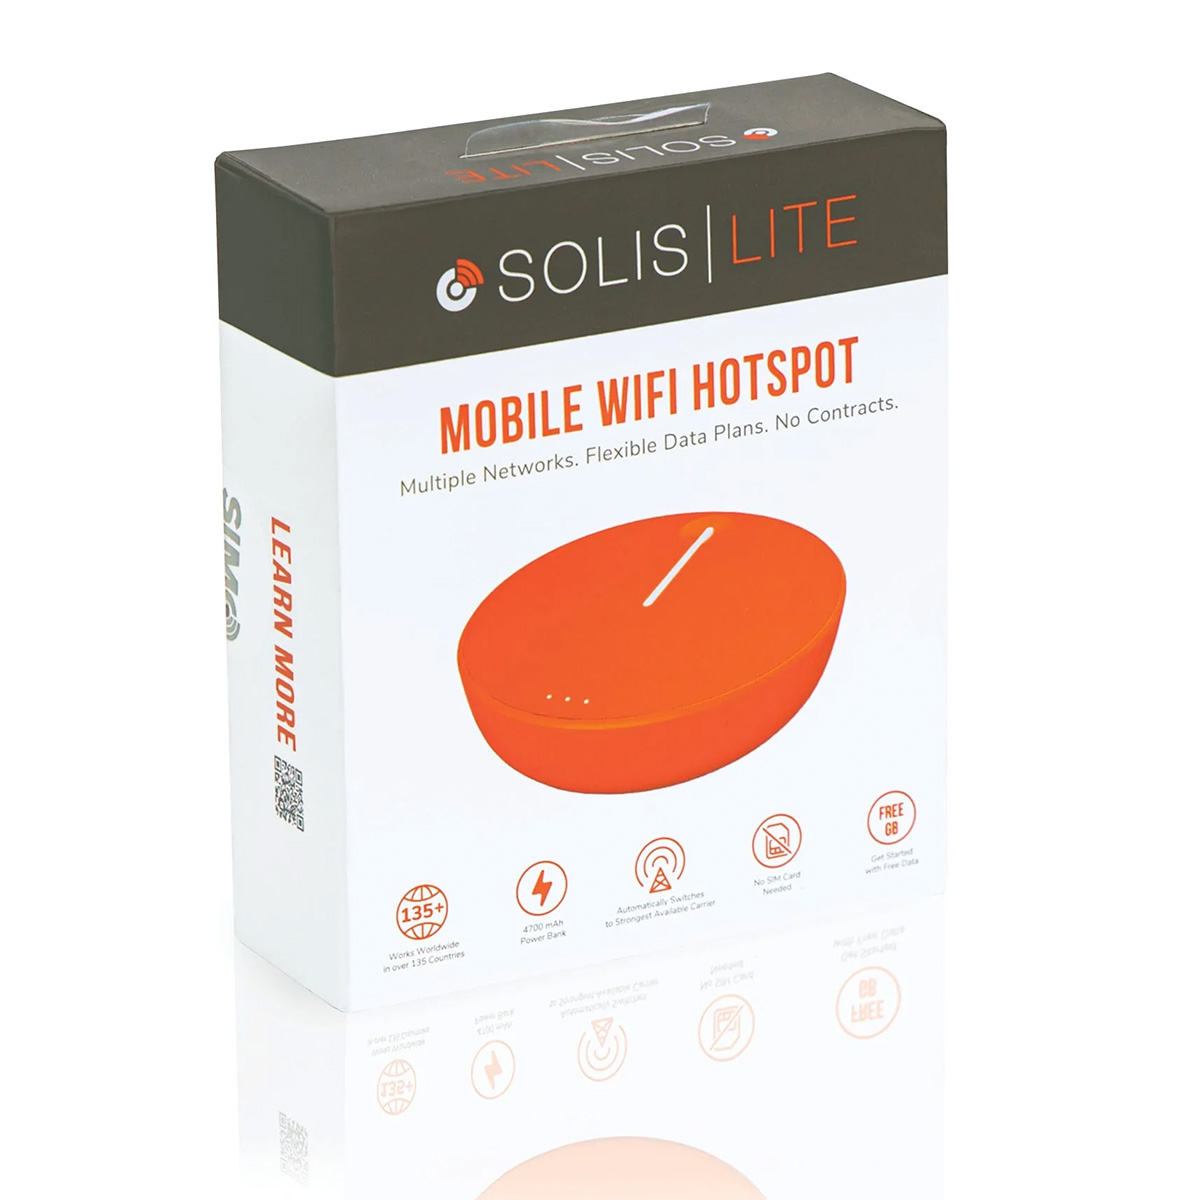 SOLIS|LITE
SOLIS|LITE
MOBILE WIFI HOTSPOT
Multiple Networks. Flexible Data Plans. No Contracts.
135+
Works Worldwide
in over 135 Countries
4700 mAh
Power Bank
Automatically Switches
to Strongest Available Carrier
No SIM Card
Needed
FREE
GB
Get Started
with Free Data
LEARN MORE
SIMO